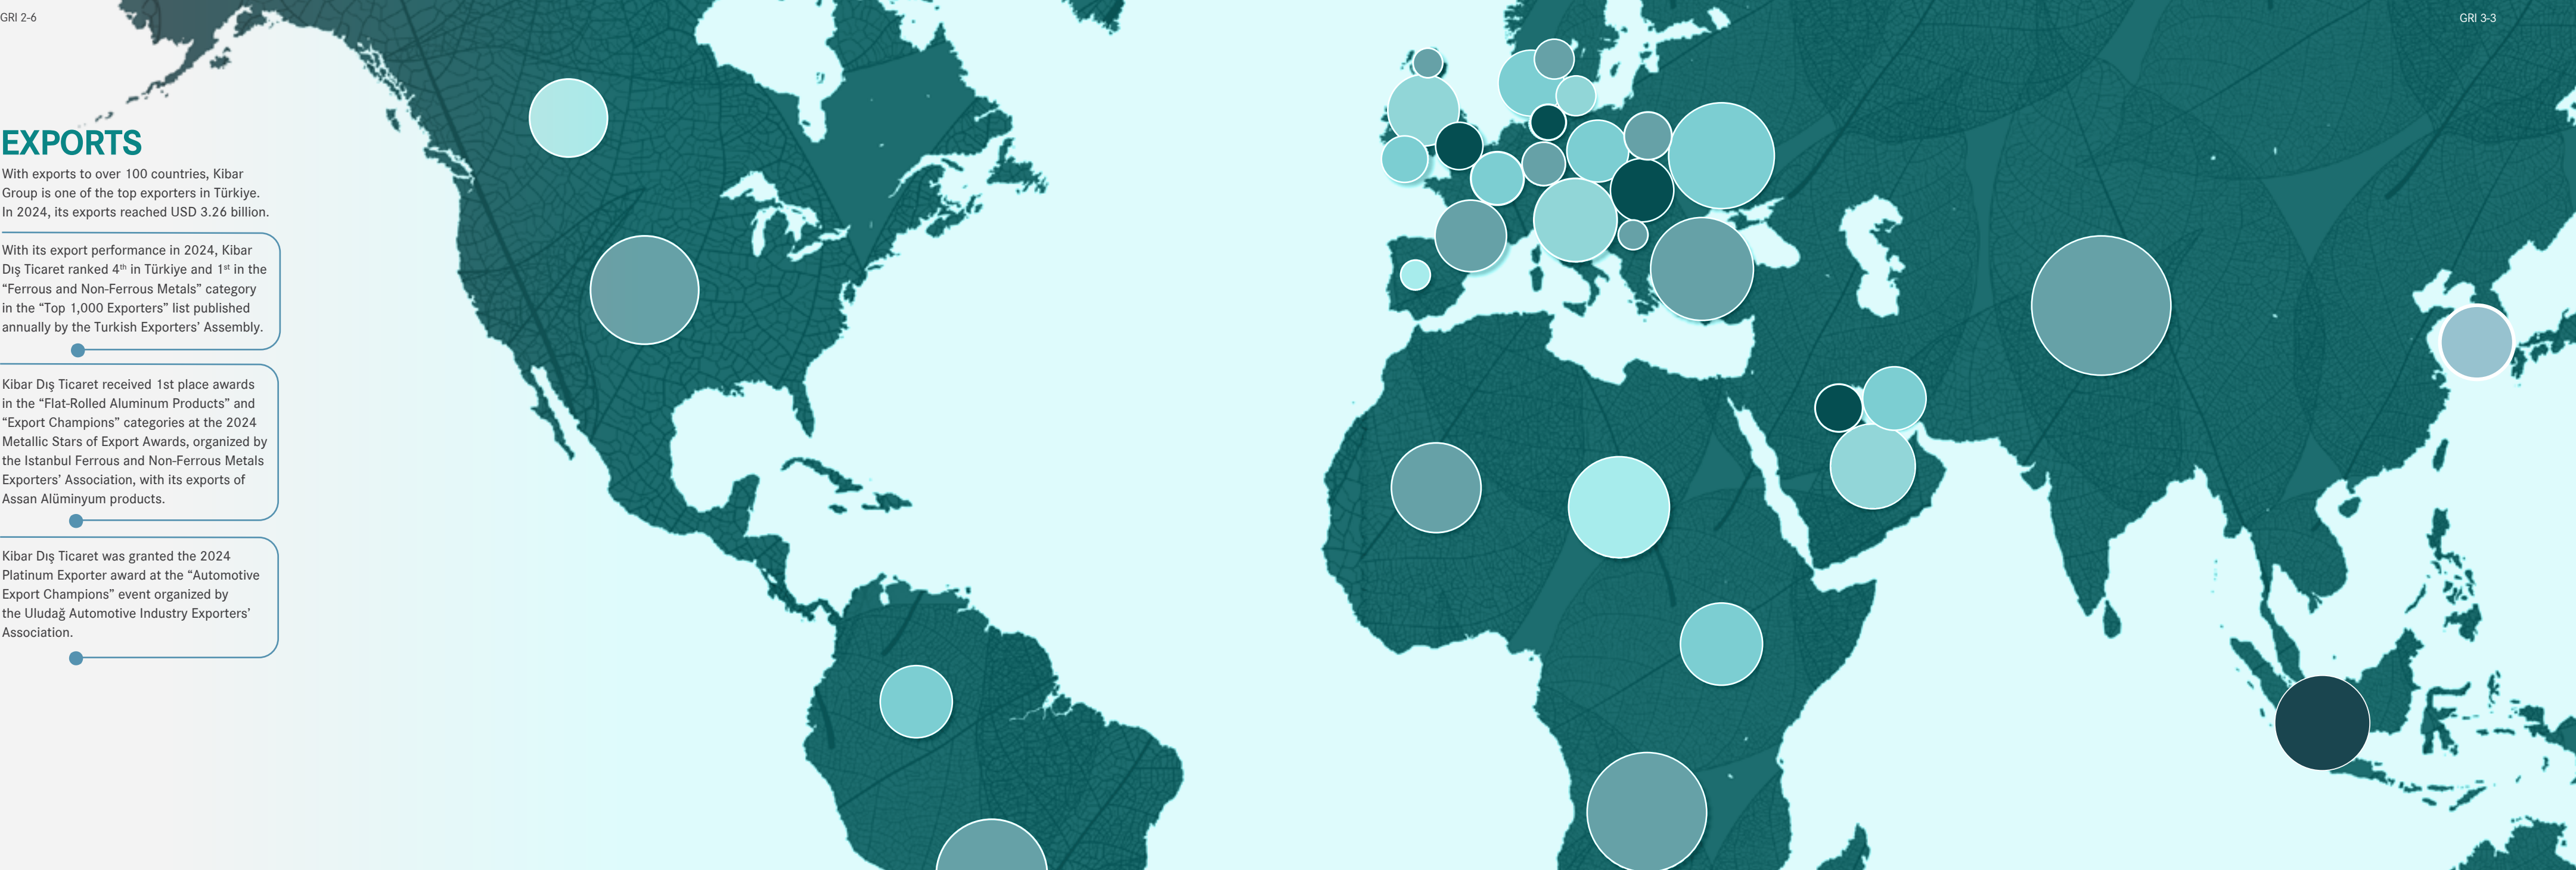 GRI 2-6
GRI 3-3
EXPORTS
With exports to over 100 countries, Kibar
Group is one of the top exporters in Türkiye.
In 2024, its exports reached USD 3.26 billion.
With its export performance in 2024, Kibar
Dış Ticaret ranked 4th in Türkiye and 1st in the
“Ferrous and Non-Ferrous Metals” category
in the “Top 1,000 Exporters” list published
annually by the Turkish Exporters’ Assembly.
Kibar Dış Ticaret received 1st place awards
in the “Flat-Rolled Aluminum Products” and
“Export Champions” categories at the 2024
Metallic Stars of Export Awards, organized by
the Istanbul Ferrous and Non-Ferrous Metals
Exporters’ Association, with its exports of
Assan Alüminyum products.
Kibar Dış Ticaret was granted the 2024
Platinum Exporter award at the “Automotive
Export Champions” event organized by
the Uludağ Automotive Industry Exporters’
Association.